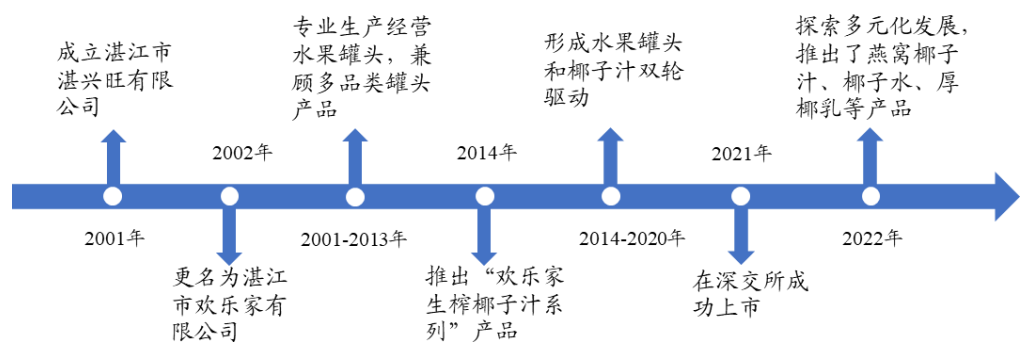 成立湛江市
湛兴旺有限
公司
2001年
2002年
更名为湛江
市欢乐家有
限公司
专业生产经营
水果罐头，兼
顾多品类罐头
产品
2001-2013年
2014年
推出“欢乐家
生榨椰子汁系
列”产品
形成水果罐头
和椰子汁双轮
驱动
2014-2020年
2021年
在深交所成
功上市
探索多元化发展，
推出了燕窝椰子
汁、椰子水、厚
椰乳等产品
2022年